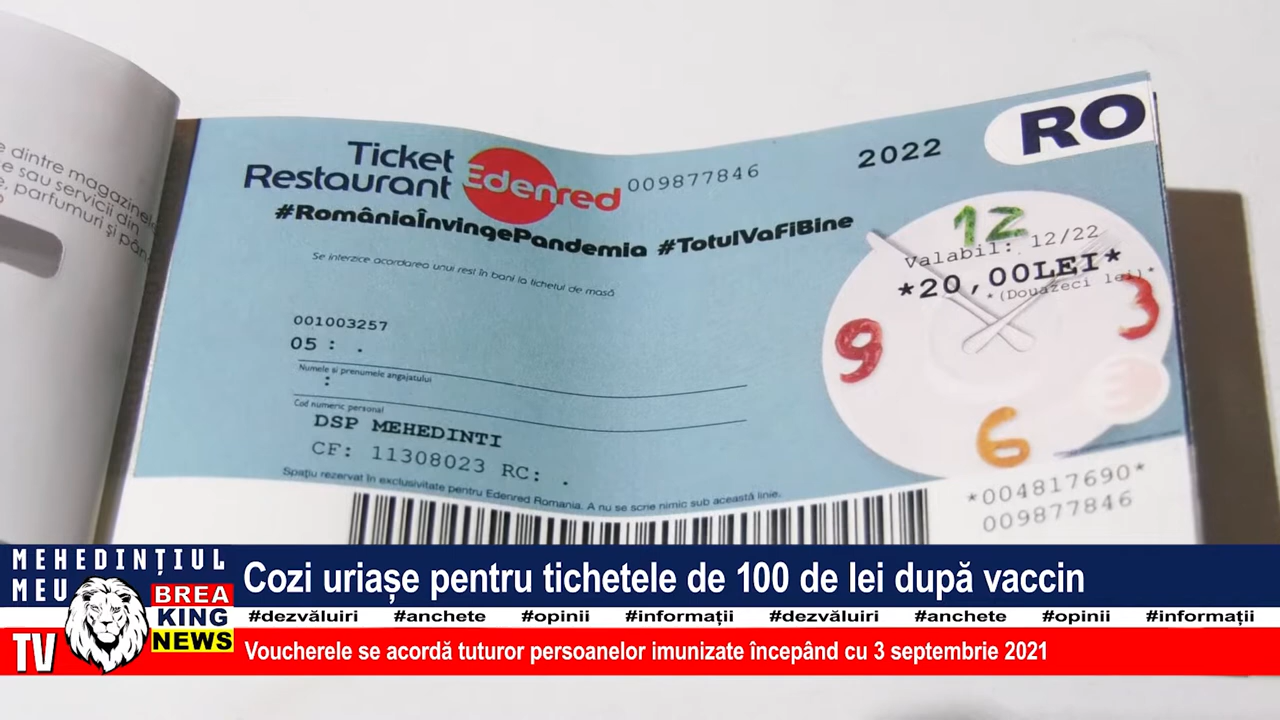 e dintre magazinele
e sau servicii din
e, parfumuri și pân
Ticket
Restaurant
Edenred
009877846
2022
RO
#RomâniaÎnvingePandemia #TotulVaFiBine
Se interzice acordarea unui rest în bani la tichetul de masă
12
Valabil: 12/22
*20,00LEI*
*(Douazeci lei)*
9
3
6
001003257
05 : .
Numele si prenumele angajatului
:
Cod numeric personal
DSP MEHEDINTI
CF: 11308023 RC: .
Spațiu rezervat în exclusivitate pentru Edenred Romania. A nu se scrie nimic sub această linie.
*004817690*
009877846
MEHEDINȚIUL
MEU
TV
BREA
KING
NEWS
Cozi uriașe pentru tichetele de 100 de lei după vaccin
#dezvăluiri #anchete #opinii #informații #dezvăluiri #anchete #opinii #informații
Voucherele se acordă tuturor persoanelor imunizate începând cu 3 septembrie 2021